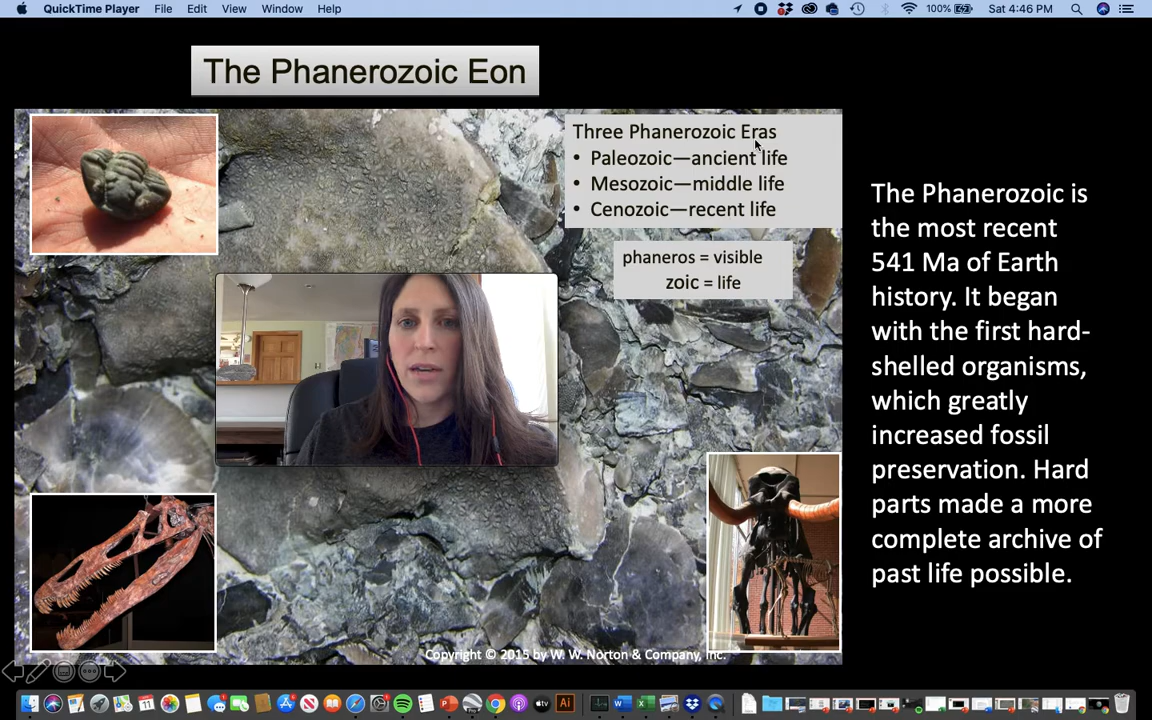 QuickTime Player File Edit View Window Help 100% Sat 4:46 PM
The Phanerozoic Eon
Three Phanerozoic Eras
• Paleozoic—ancient life
• Mesozoic—middle life
• Cenozoic—recent life
phaneros = visible
zoic = life
The Phanerozoic is
the most recent
541 Ma of Earth
history. It began
with the first hard-
shelled organisms,
which greatly
increased fossil
preservation. Hard
parts made a more
complete archive of
past life possible.
Copyright © 2015 by W. W. Norton & Company, Inc.